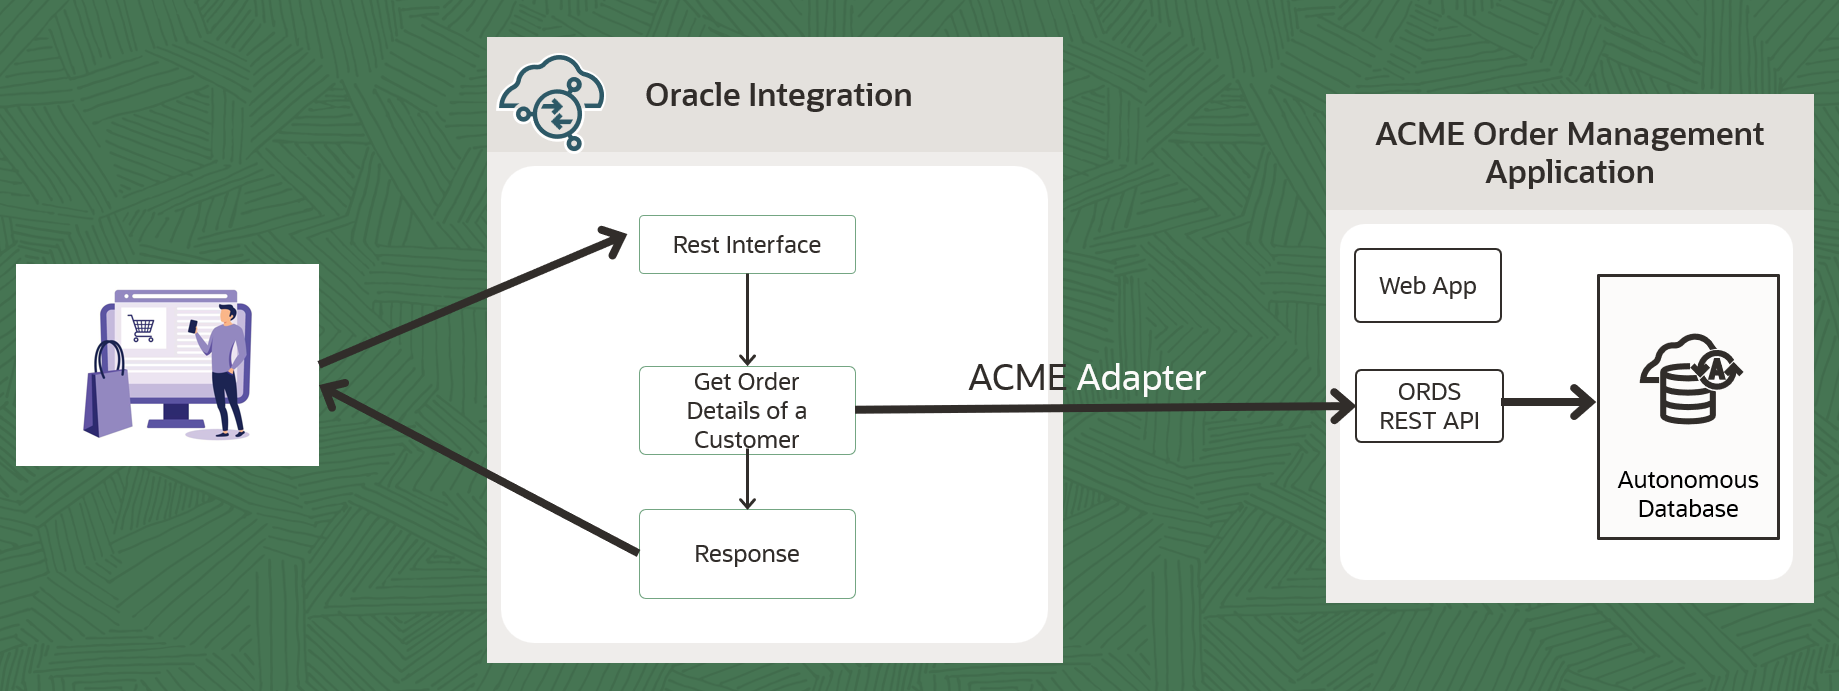 Oracle Integration
Rest Interface
Get Order
Details of a
Customer
Response
ACME Adapter
ACME Order Management
Application
Web App
ORDS
REST API
A
Autonomous
Database